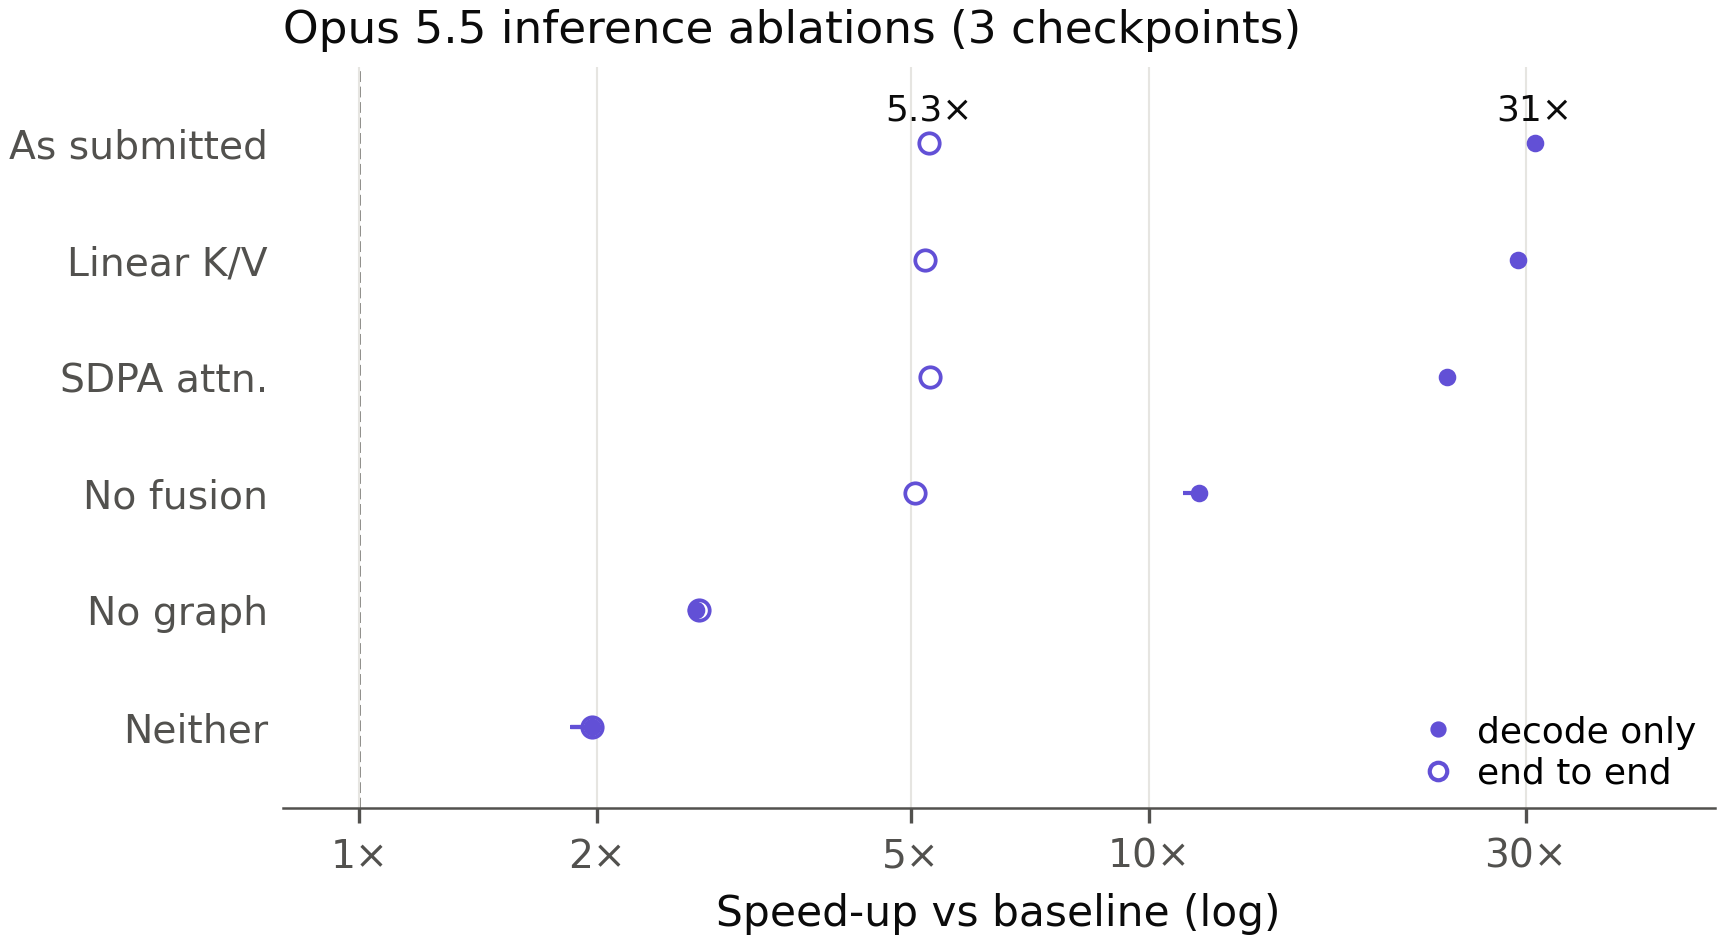 Opus 5.5 inference ablations (3 checkpoints)
5.3×
31×
As submitted
Linear K/V
SDPA attn.
No fusion
No graph
Neither
decode only
end to end
1×
2×
5×
10×
30×
Speed-up vs baseline (log)